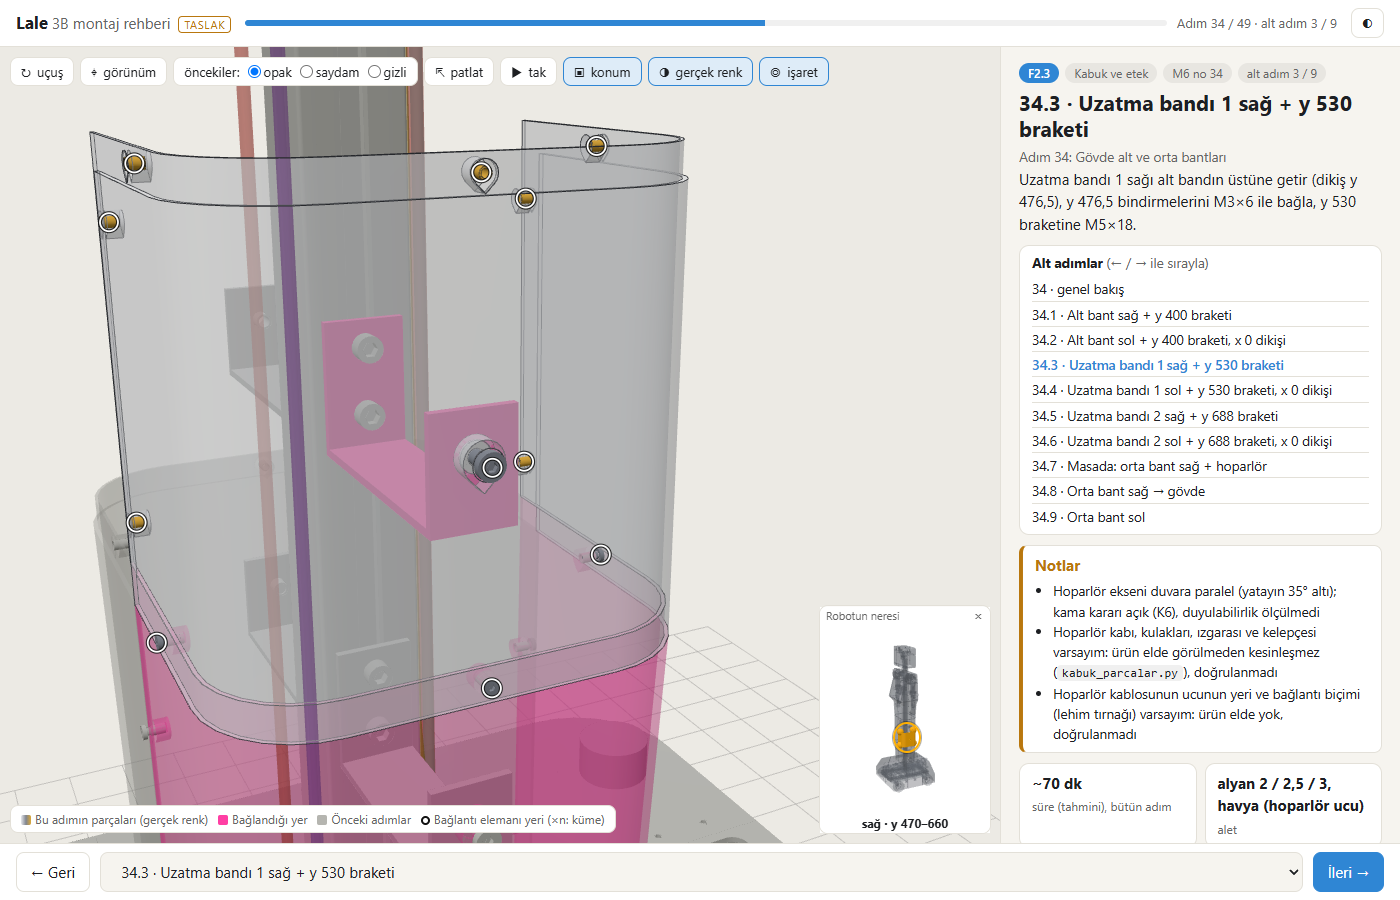 Lale 3B montaj rehberi TASLAK
Adım 34 / 49 · alt adım 3 / 9
↻ uçuş
⌖ görünüm
öncekiler: opak saydam gizli
⇱ patlat
▶ tak
▣ konum
◑ gerçek renk
◎ işaret
F2.3 Kabuk ve etek M6 no 34 alt adım 3 / 9
34.3 · Uzatma bandı 1 sağ + y 530
braketi
Adım 34: Gövde alt ve orta bantları
Uzatma bandı 1 sağı alt bandın üstüne getir (dikiş y
476,5), y 476,5 bindirmelerini M3×6 ile bağla, y 530
braketine M5×18.
Alt adımlar (← / → ile sırayla)
34 · genel bakış
34.1 · Alt bant sağ + y 400 braketi
34.2 · Alt bant sol + y 400 braketi, x 0 dikişi
34.3 · Uzatma bandı 1 sağ + y 530 braketi
34.4 · Uzatma bandı 1 sol + y 530 braketi, x 0 dikişi
34.5 · Uzatma bandı 2 sağ + y 688 braketi
34.6 · Uzatma bandı 2 sol + y 688 braketi, x 0 dikişi
34.7 · Masada: orta bant sağ + hoparlör
34.8 · Orta bant sağ → gövde
34.9 · Orta bant sol
Notlar
• Hoparlör ekseni duvara paralel (yatayın 35° altı);
kama kararı açık (K6), duyulabilirlik ölçülmedi
• Hoparlör kabı, kulakları, ızgarası ve kelepçesi
varsayım: ürün elde görülmeden kesinleşmez
( kabuk_parcalar.py ), doğrulanmadı
• Hoparlör kablosunun ucunun yeri ve bağlantı biçimi
(lehim tırnağı) varsayım: ürün elde yok,
doğrulanmadı
~70 dk
süre (tahmini), bütün adım
alyan 2 / 2,5 / 3,
havya (hoparlör ucu)
alet
Robotun neresi ×
sağ · y 470–660
Bu adımın parçaları (gerçek renk) Bağlandığı yer Önceki adımlar Bağlantı elemanı yeri (×n: küme)
← Geri
34.3 · Uzatma bandı 1 sağ + y 530 braketi
İleri →